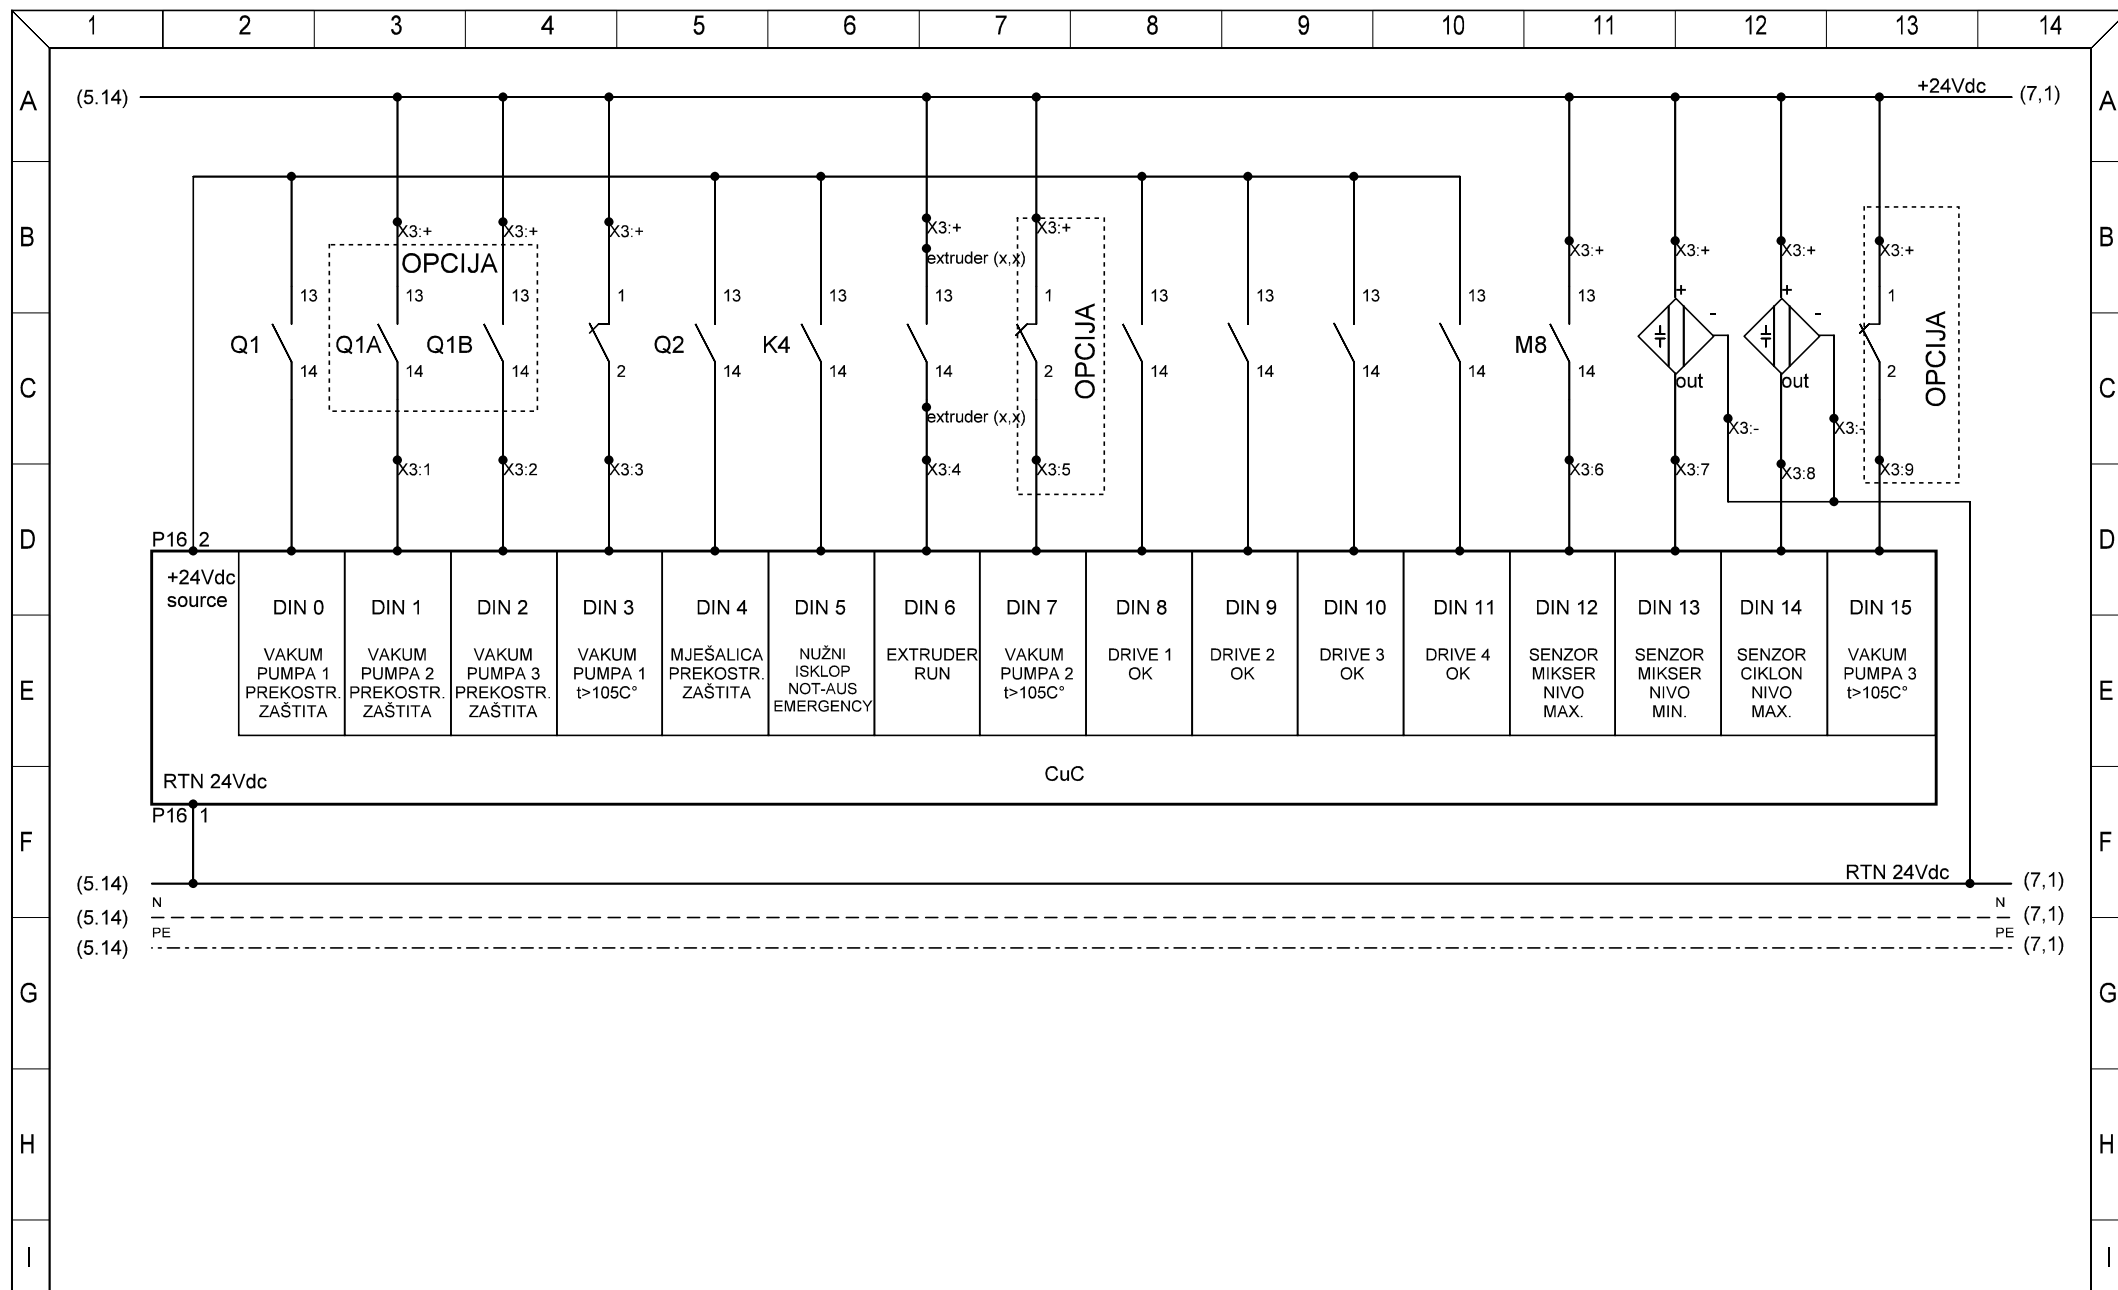 1 2 3 4 5 6 7 8 9 10 11 12 13 14
A (5.14) +24Vdc (7,1) A
B X3:+ X3:+ X3:+ X3:+ X3:+ X3:+ X3:+ X3:+ X3:+ B
extruder (x,x)
OPCIJA
13 13 13 1 13 13 13 1 13 13 13 13 13 + + 1
- -
Q1 Q1A Q1B Q2 K4 M8
OPCIJA
OPCIJA
14 14 14 2 14 14 14 2 14 14 14 14 14 out out 2
C C
extruder (x,x)
X3:- X3:-
X3:1 X3:2 X3:3 X3:4 X3:5 X3:6 X3:7 X3:8 X3:9
D P16 2 D
+24Vdc
source
DIN 0 DIN 1 DIN 2 DIN 3 DIN 4 DIN 5 DIN 6 DIN 7 DIN 8 DIN 9 DIN 10 DIN 11 DIN 12 DIN 13 DIN 14 DIN 15
VAKUM
PUMPA 1
PREKOSTR.
ZAŠTITA
VAKUM
PUMPA 2
PREKOSTR.
ZAŠTITA
VAKUM
PUMPA 3
PREKOSTR.
ZAŠTITA
VAKUM
PUMPA 1
t>105C°
MJEŠALICA
PREKOSTR.
ZAŠTITA
NUŽNI
ISKLOP
NOT-AUS
EMERGENCY
EXTRUDER
RUN
VAKUM
PUMPA 2
t>105C°
DRIVE 1
OK
DRIVE 2
OK
DRIVE 3
OK
DRIVE 4
OK
SENZOR
MIKSER
NIVO
MAX.
SENZOR
MIKSER
NIVO
MIN.
SENZOR
CIKLON
NIVO
MAX.
VAKUM
PUMPA 3
t>105C°
E E
RTN 24Vdc CuC
P16 1
F F
(5.14) RTN 24Vdc (7,1)
N N
(5.14) (7,1)
PE PE
(5.14) (7,1)
G G
H H
I I